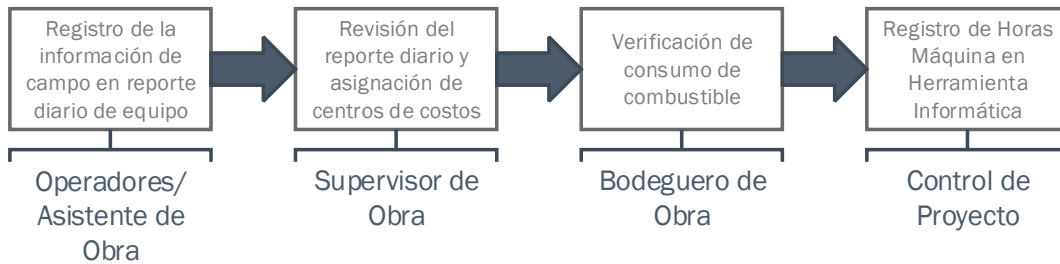 Registro de la
información de
campo en reporte
diario de equipo
Revisión del
reporte diario y
asignación de
centros de costos
Verificación de
consumo de
combustible
Registro de Horas
Máquina en
Herramienta
Informática
Operadores/
Asistente de
Obra
Supervisor de
Obra
Bodeguero de
Obra
Control de
Proyecto